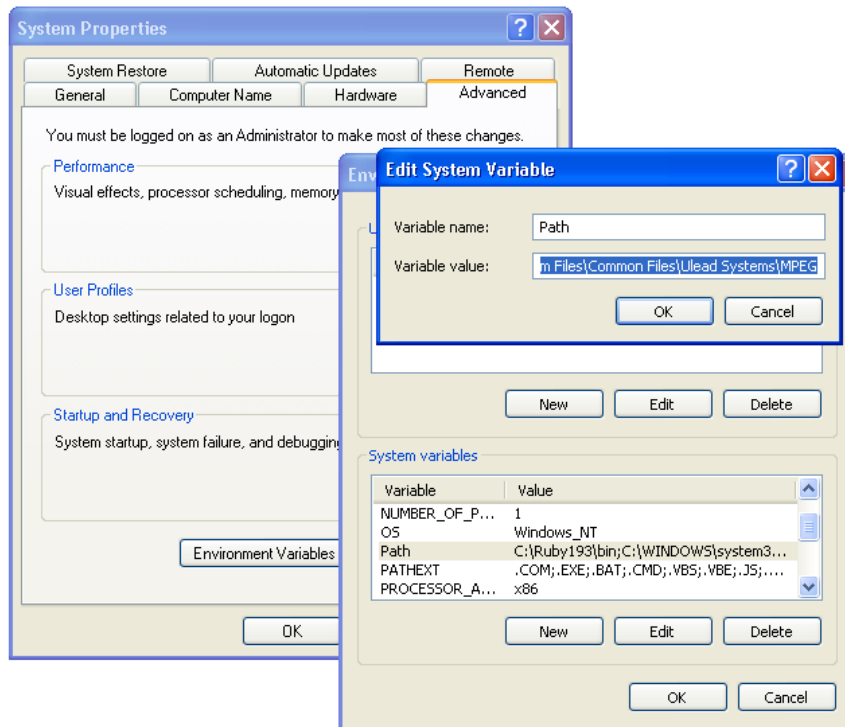 System Properties
System Restore Automatic Updates Remote
General Computer Name Hardware Advanced
You must be logged on as an Administrator to make most of these changes.
Performance
Visual effects, processor scheduling, memory
User Profiles
Desktop settings related to your logon
Startup and Recovery
System startup, system failure, and debugging
Environment Variables
OK
Env
Edit System Variable
Variable name: Path
Variable value: m Files\Common Files\Ulead Systems\MPEG
OK Cancel
New Edit Delete
System variables
Variable Value
NUMBER_OF_P... 1
OS Windows_NT
Path C:\Ruby193\bin;C:\WINDOWS\system3...
PATHEXT .COM;.EXE;.BAT;.CMD;.VBS;.VBE;.JS;....
PROCESSOR_A... x86
New Edit Delete
OK Cancel